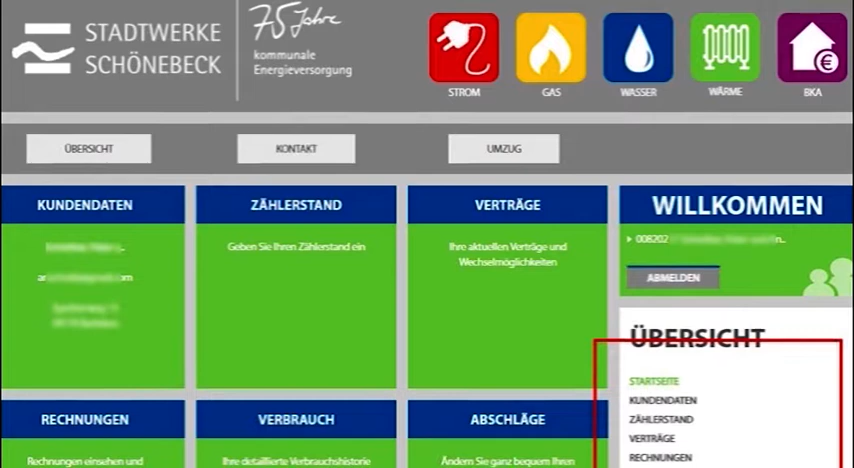 STADTWERKE
SCHÖNEBECK
75 Jahre
kommunale
Energieversorgung
STROM
GAS
WASSER
WÄRME
BKA
ÜBERSICHT
KONTAKT
UMZUG
KUNDENDATEN
ZÄHLERSTAND
Geben Sie Ihren Zählerstand ein
VERTRÄGE
Ihre aktuellen Verträge und
Wechselmöglichkeiten
WILLKOMMEN
008202
ABMELDEN
ÜBERSICHT
STARTSEITE
KUNDENDATEN
ZÄHLERSTAND
VERTRÄGE
RECHNUNGEN
RECHNUNGEN
Rechnungen einsehen und
VERBRAUCH
Ihre detaillierte Verbrauchshistorie
ABSCHLÄGE
Ändern Sie ganz bequem Ihren